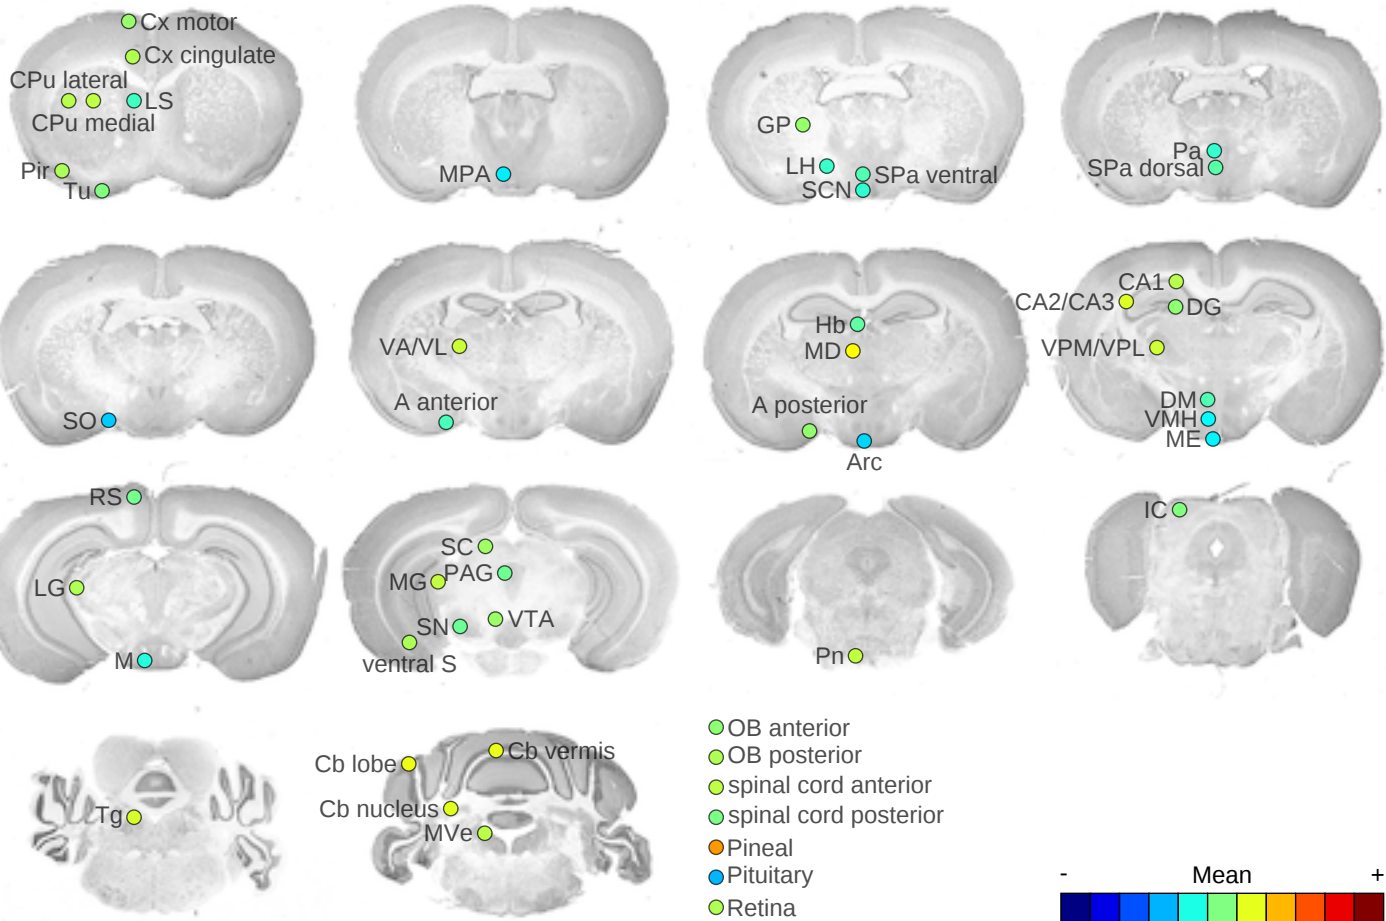 Cx motor
Cx cingulate
CPu lateral
LS
CPu medial
Pir
Tu
MPA
GP
LH
SPa ventral
SCN
Pa
SPa dorsal
SO
VA/VL
A anterior
Hb
MD
A posterior
Arc
CA1
CA2/CA3
DG
VPM/VPL
DM
VMH
ME
RS
LG
M
SC
PAG
MG
VTA
SN
ventral S
Pn
IC
Tg
Cb vermis
Cb lobe
Cb nucleus
MVe
OB anterior
OB posterior
spinal cord anterior
spinal cord posterior
Pineal
Pituitary
Retina
- Mean +